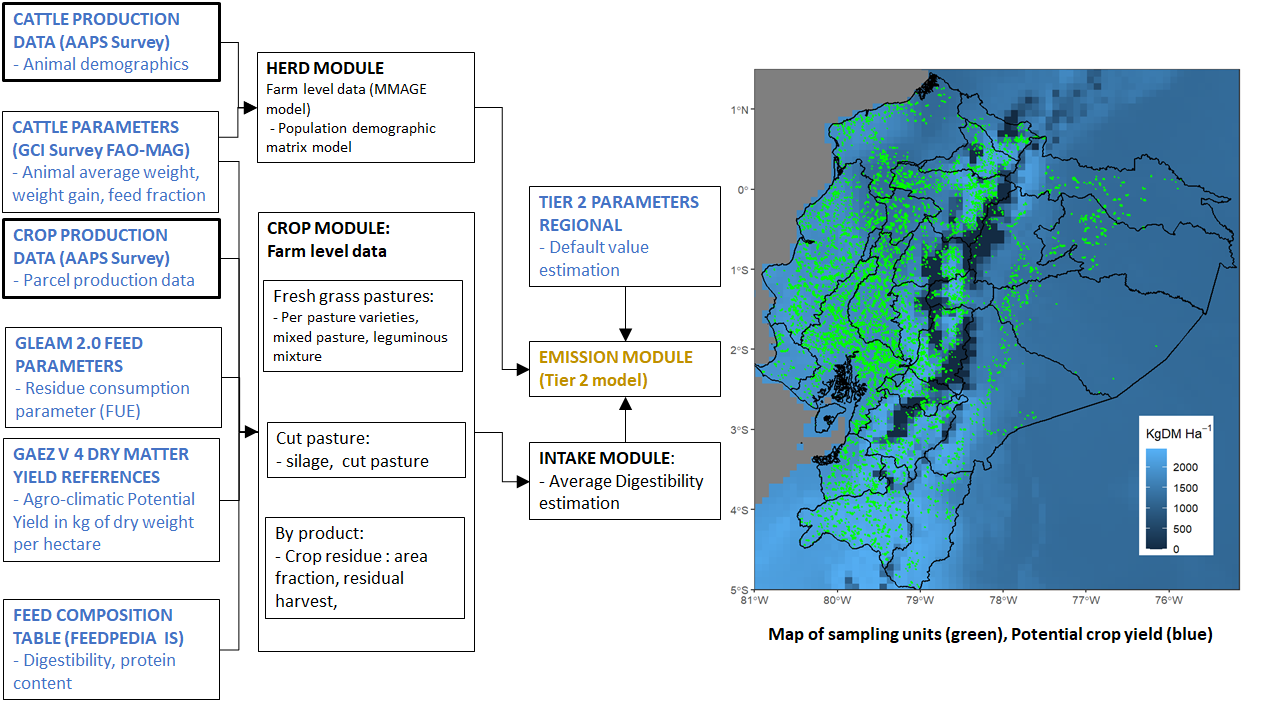 CATTLE PRODUCTION
DATA (AAPS Survey)
- Animal demographics
CATTLE PARAMETERS
(GCI Survey FAO-MAG)
- Animal average weight,
weight gain, feed fraction
CROP PRODUCTION
DATA (AAPS Survey)
- Parcel production data
GLEAM 2.0 FEED
PARAMETERS
- Residue consumption
parameter (FUE)
GAEZ V 4 DRY MATTER
YIELD REFERENCES
- Agro-climatic Potential
Yield in kg of dry weight
per hectare
FEED COMPOSITION
TABLE (FEEDPEDIA IS)
- Digestibility, protein
content
HERD MODULE
Farm level data (MMAGE
model)
- Population demographic
matrix model
CROP MODULE:
Farm level data
Fresh grass pastures:
- Per pasture varieties,
mixed pasture, leguminous
mixture
Cut pasture:
- silage, cut pasture
By product:
- Crop residue : area
fraction, residual
harvest,
TIER 2 PARAMETERS
REGIONAL
- Default value
estimation
EMISSION MODULE
(Tier 2 model)
INTAKE MODULE:
- Average Digestibility
estimation
1°N
0°
1°S
2°S
3°S
4°S
5°S
81°W 80°W 79°W 78°W 77°W 76°W
KgDM Ha⁻¹
2000
1500
1000
500
0
Map of sampling units (green), Potential crop yield (blue)